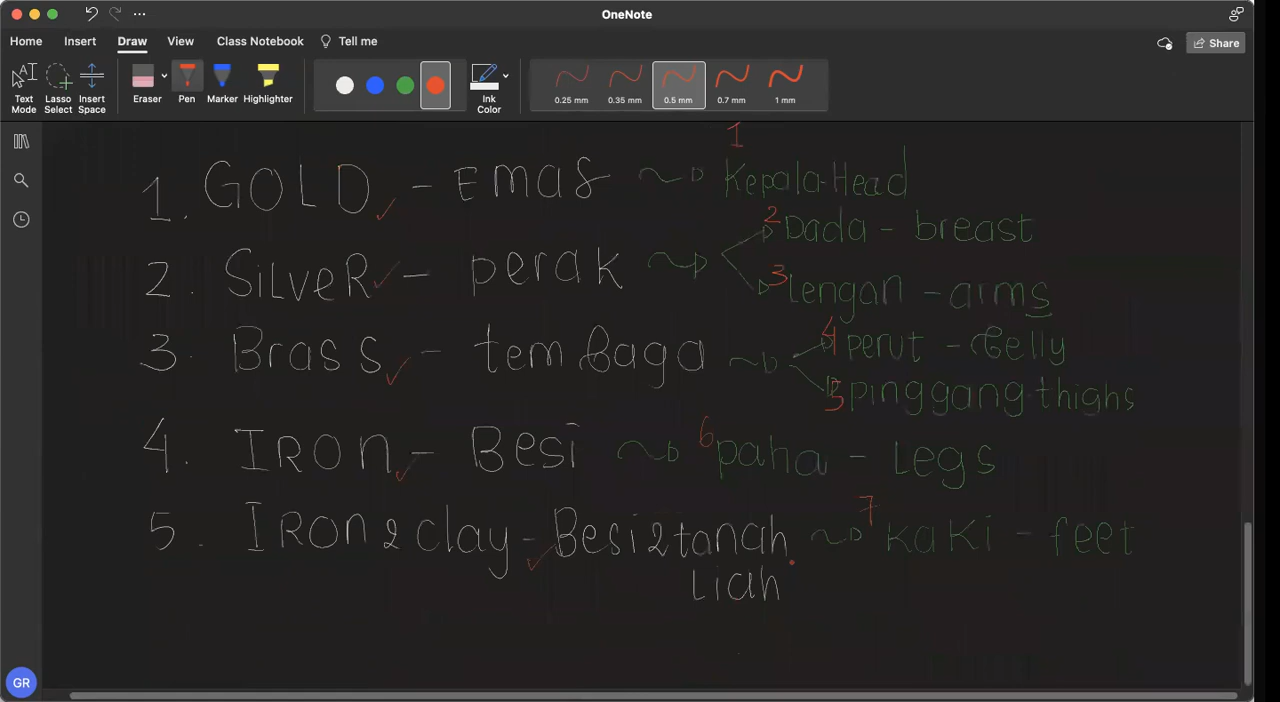 OneNote
Home Insert Draw View Class Notebook Tell me
Share
Text Mode
Lasso Select
Insert Space
Eraser
Pen
Marker
Highlighter
Ink Color
0.25 mm
0.35 mm
0.5 mm
0.7 mm
1 mm
1
1. GOLD - EMAS Kepala-Head
2 Dada - breast
2. SilveR - perak
3 Lengan - arms
4 perut - Belly
3. Brass - tembaga
5 pinggang thighs
4. IRON - Besi 6 paha - Legs
7
5. IRON & clay - Besi & tanah kaki - feet
Liah
GR